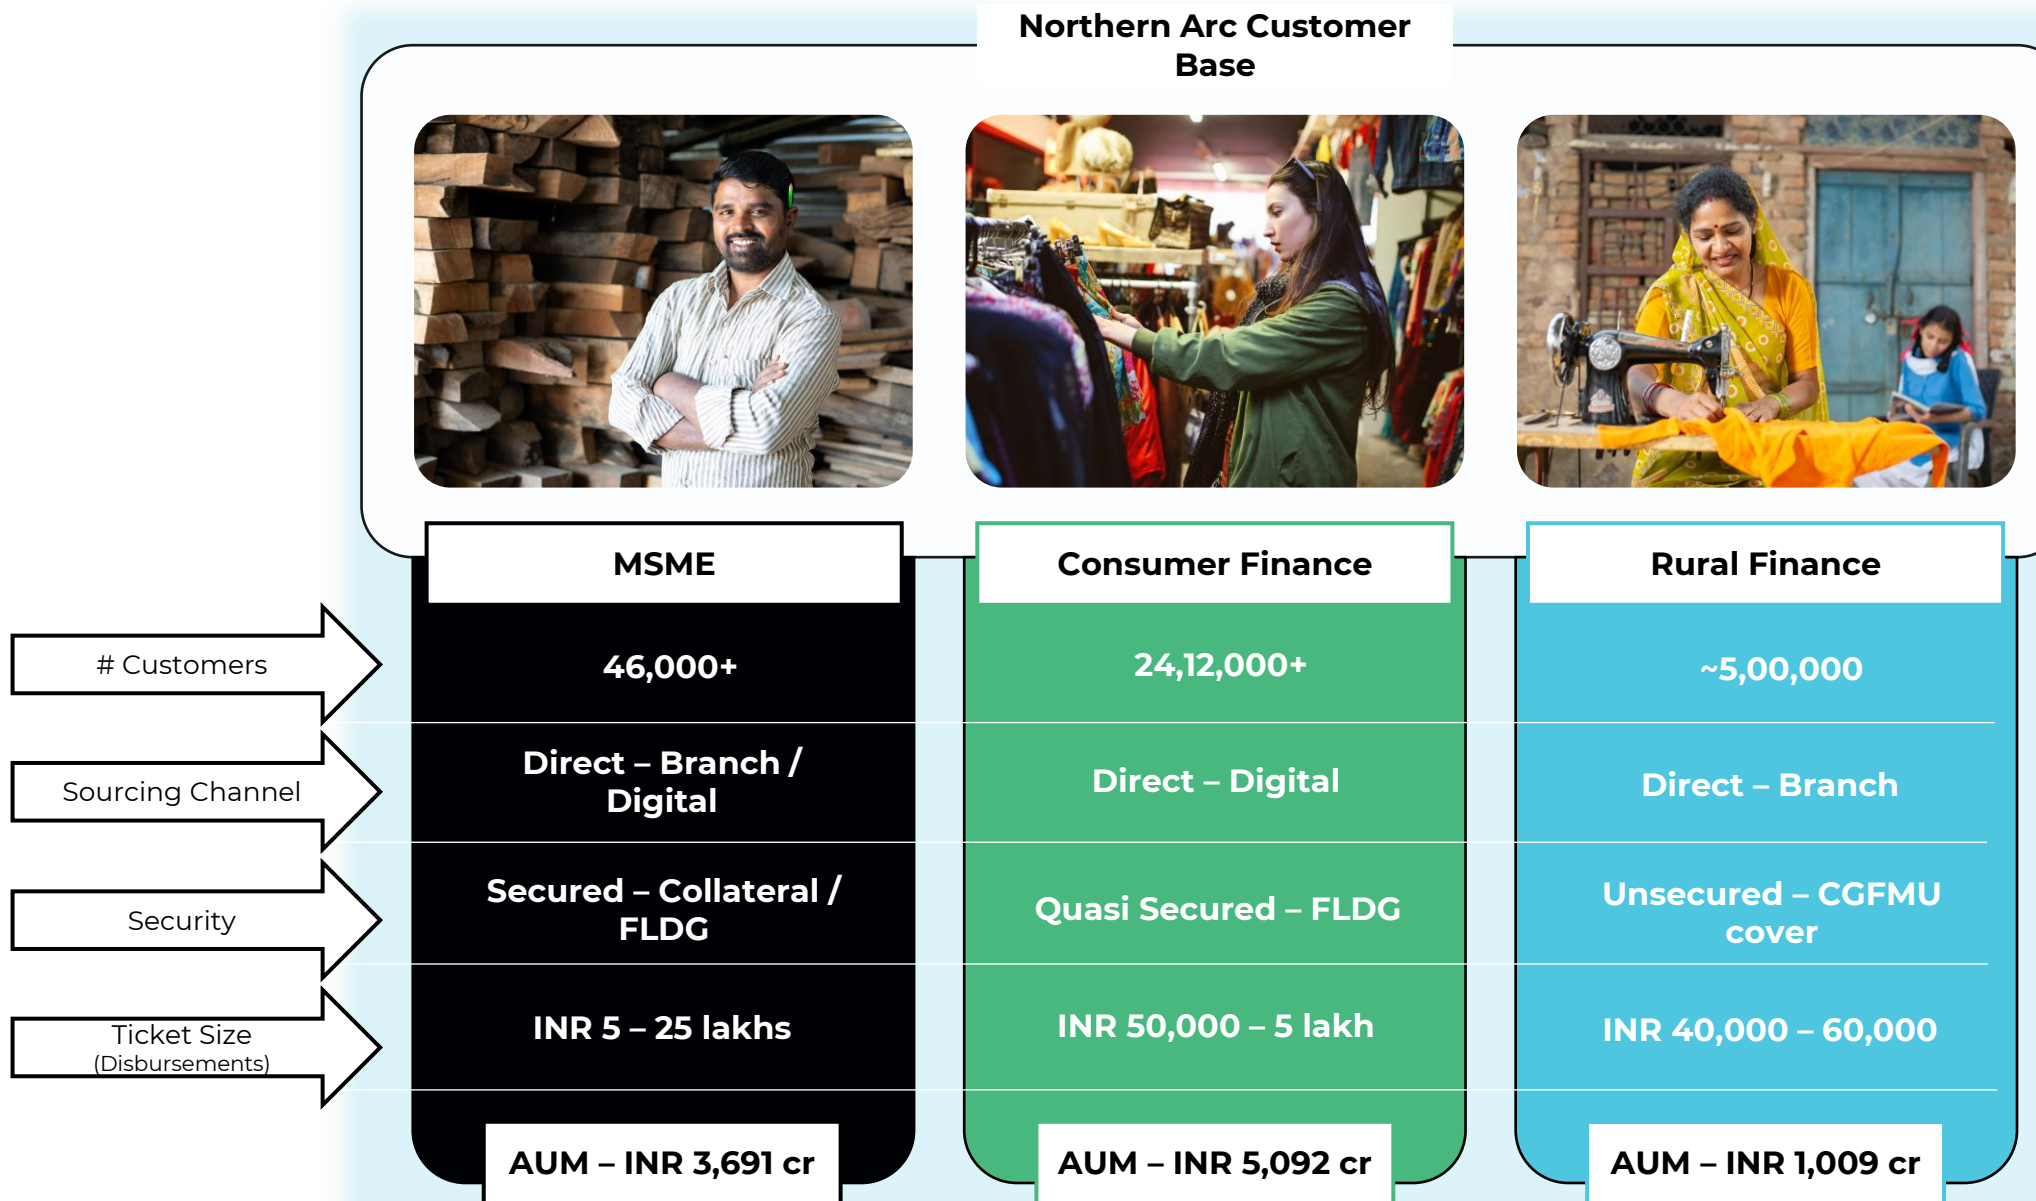 Northern Arc Customer
Base
MSME
Consumer Finance
Rural Finance
# Customers
46,000+
24,12,000+
~5,00,000
Sourcing Channel
Direct – Branch /
Digital
Direct – Digital
Direct – Branch
Security
Secured – Collateral /
FLDG
Quasi Secured – FLDG
Unsecured – CGFMU
cover
Ticket Size
(Disbursements)
INR 5 – 25 lakhs
INR 50,000 – 5 lakh
INR 40,000 – 60,000
AUM – INR 3,691 cr
AUM – INR 5,092 cr
AUM – INR 1,009 cr